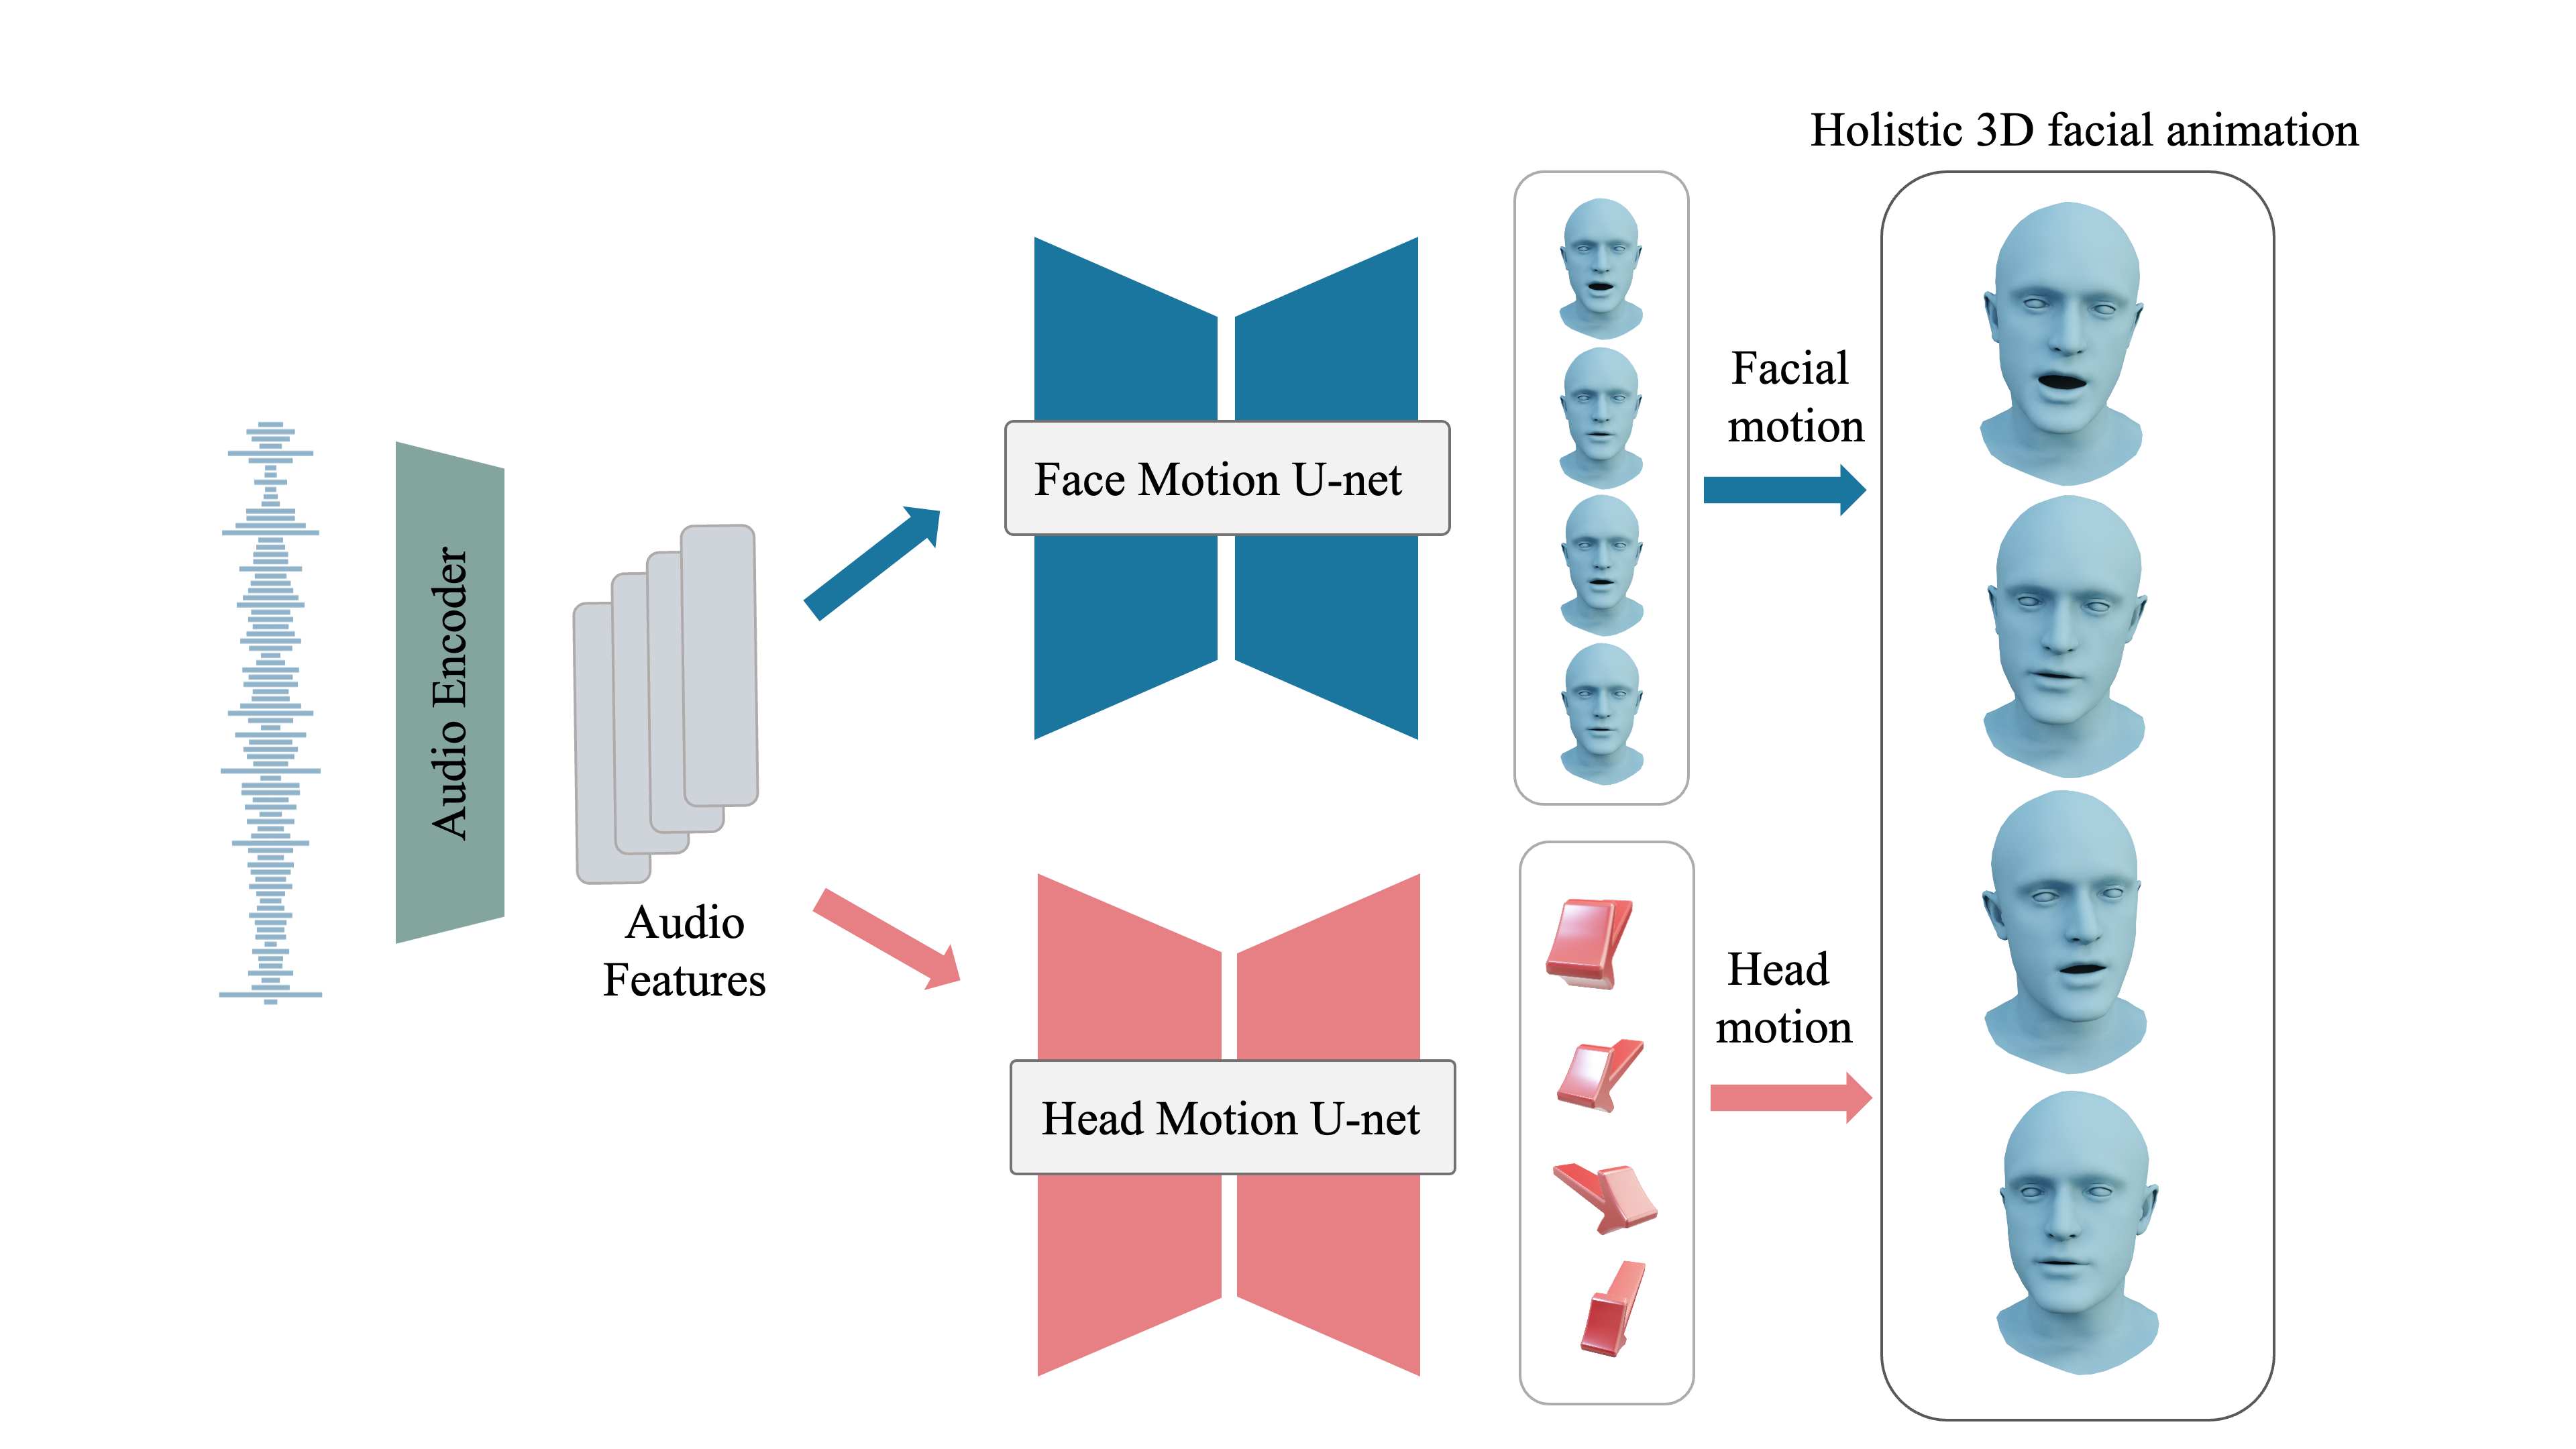 Holistic 3D facial animation
Audio Encoder
Audio
Features
Face Motion U-net
Facial
motion
Head Motion U-net
Head
motion